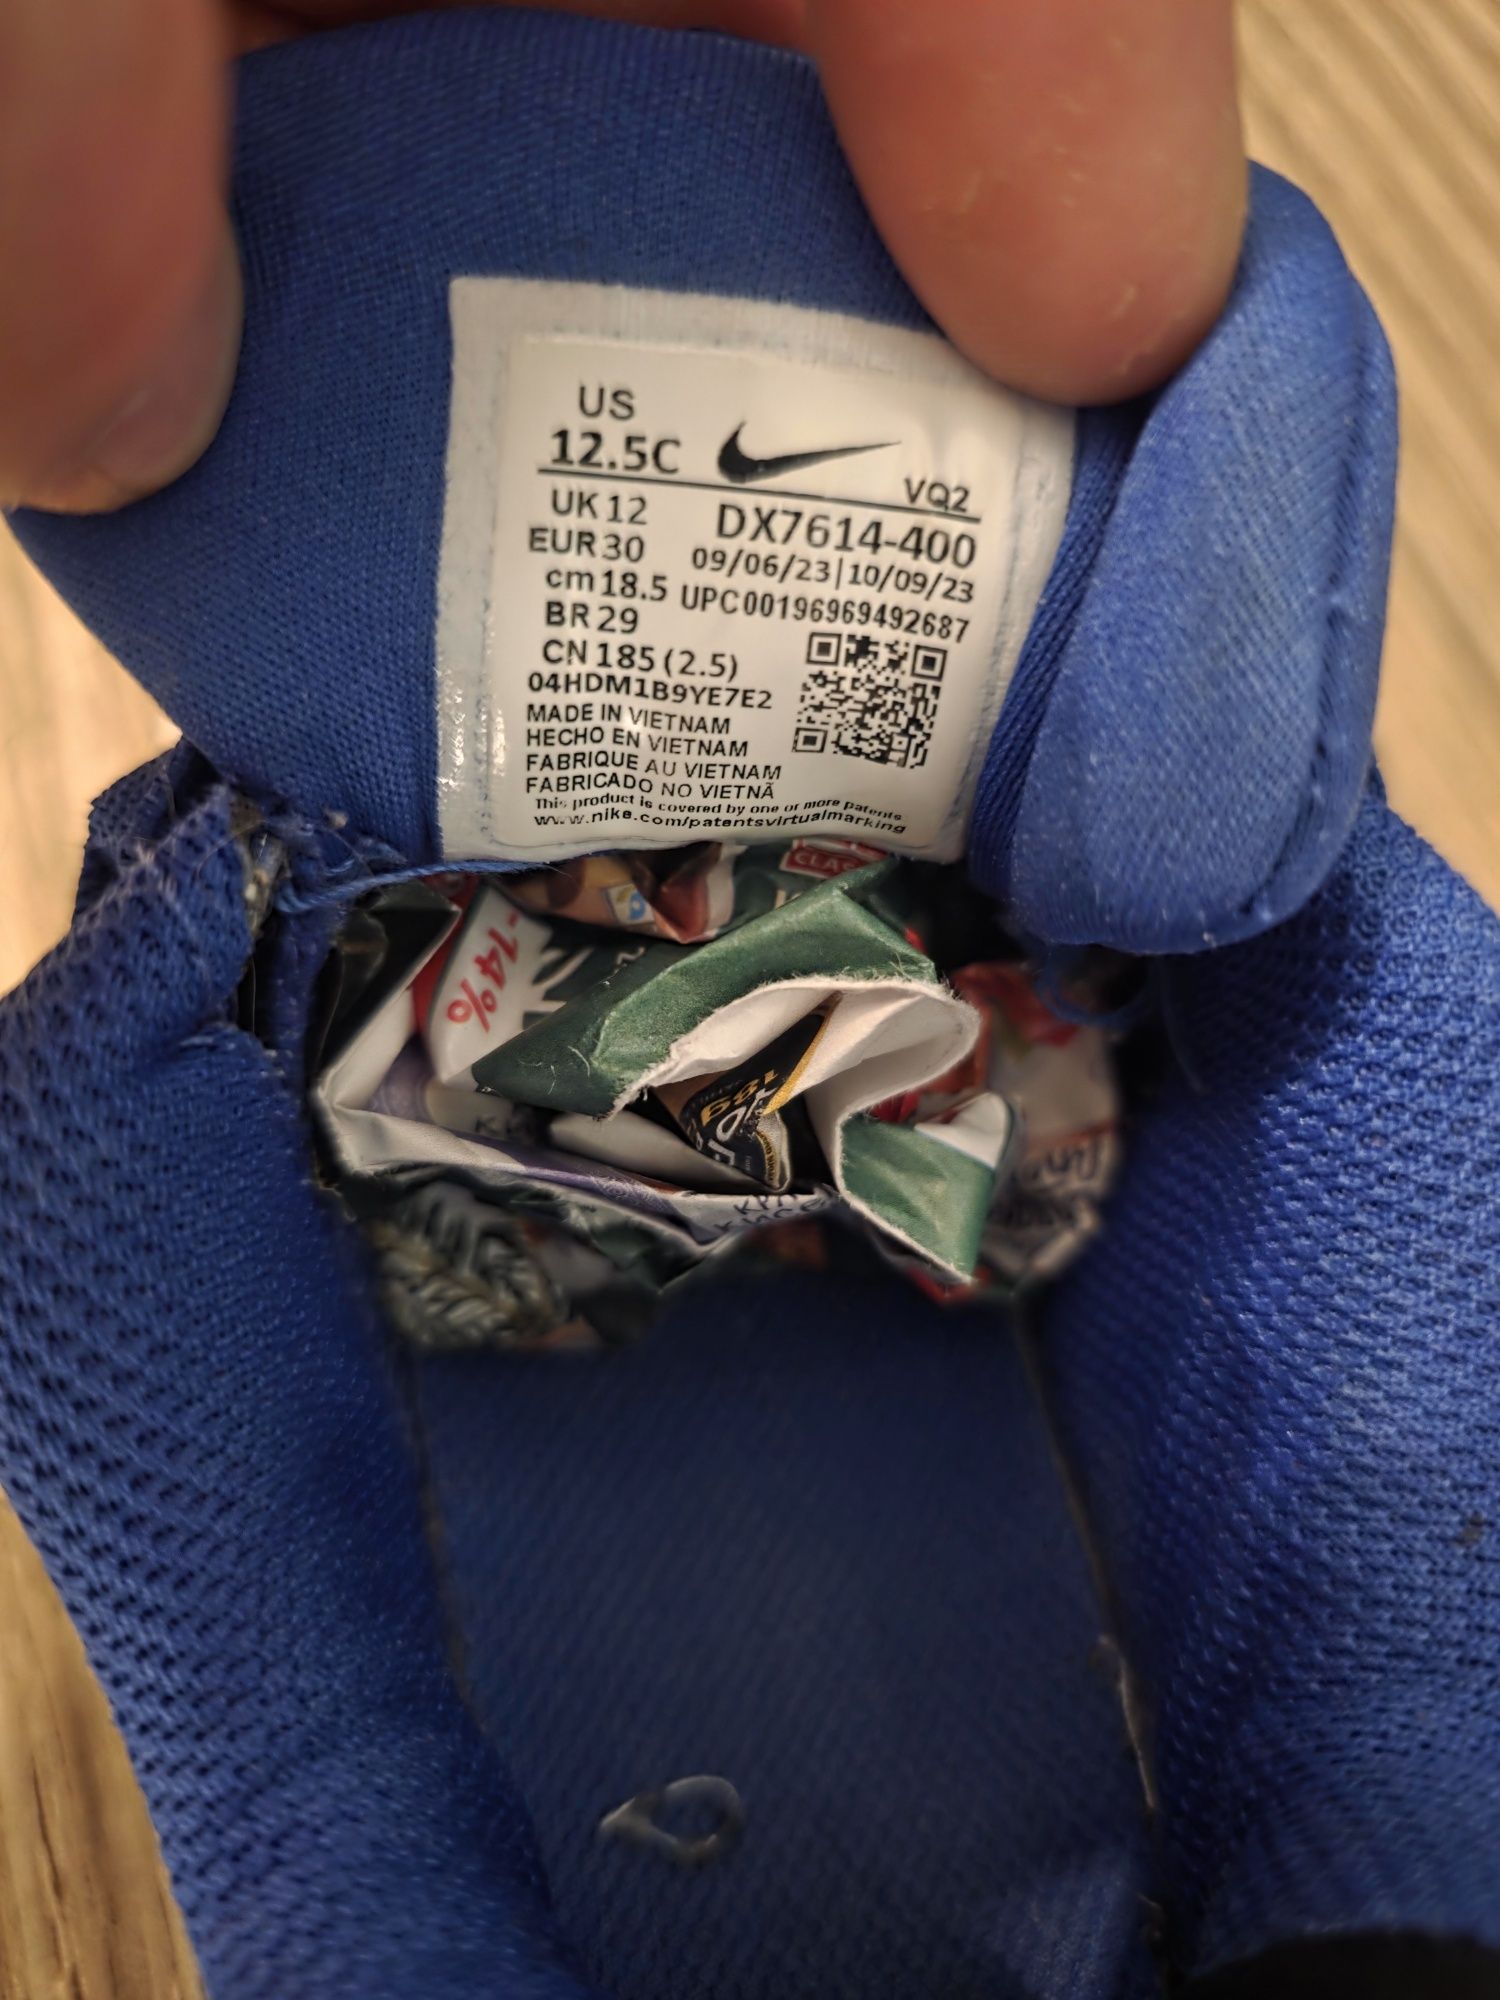 US
12.5C
VQ2
UK 12
DX7614-400
EUR 30
09/06/23|10/09/23
cm 18.5
UPC00196969492687
BR 29
CN 185 (2.5)
04HDM1B9YE7E2
MADE IN VIETNAM
HECHO EN VIETNAM
FABRIQUE AU VIETNAM
FABRICADO NO VIETNÃ
This product is covered by one or more patents
www.nike.com/patentsvirtualmarking
-14%